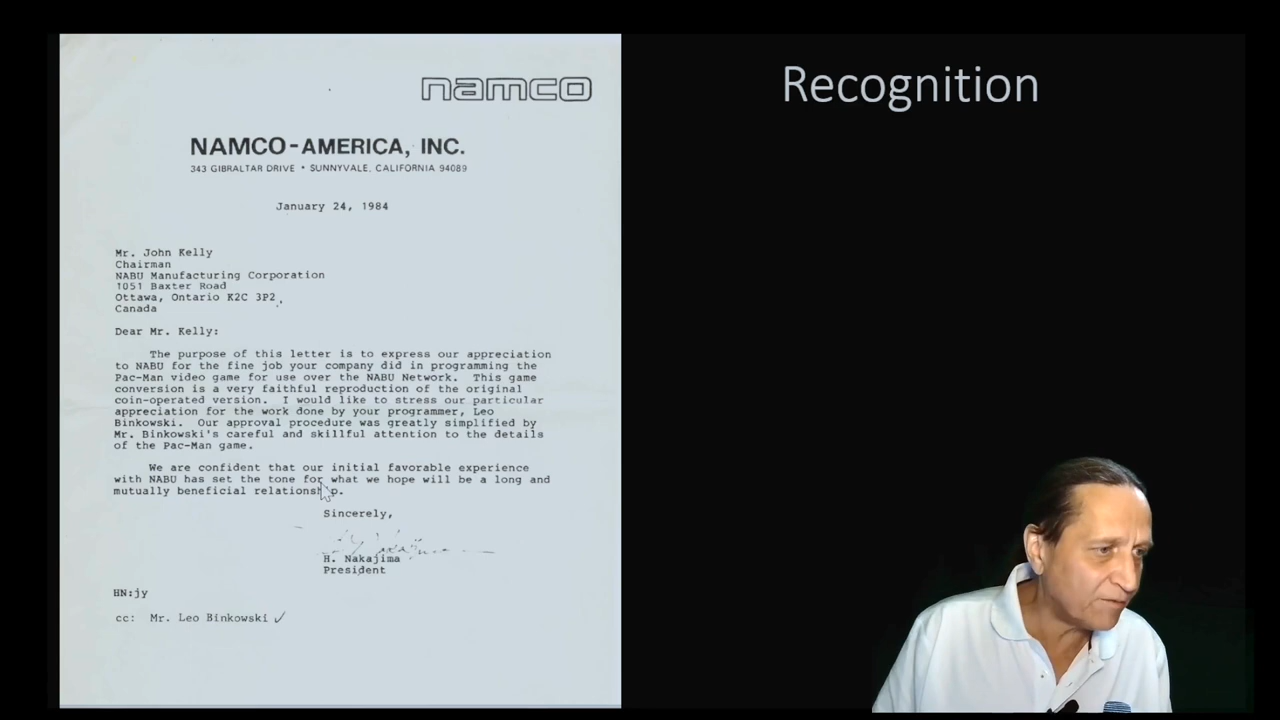 namco
Recognition
NAMCO-AMERICA, INC.
343 GIBRALTAR DRIVE • SUNNYVALE, CALIFORNIA 94089
January 24, 1984
Mr. John Kelly
Chairman
NABU Manufacturing Corporation
1051 Baxter Road
Ottawa, Ontario K2C 3P2
Canada
Dear Mr. Kelly:
The purpose of this letter is to express our appreciation
to NABU for the fine job your company did in programming the
Pac-Man video game for use over the NABU Network. This game
conversion is a very faithful reproduction of the original
coin-operated version. I would like to stress our particular
appreciation for the work done by your programmer, Leo
Binkowski. Our approval procedure was greatly simplified by
Mr. Binkowski's careful and skillful attention to the details
of the Pac-Man game.
We are confident that our initial favorable experience
with NABU has set the tone for what we hope will be a long and
mutually beneficial relationship.
Sincerely,
H. Nakajima
President
HN:jy
cc: Mr. Leo Binkowski ✓